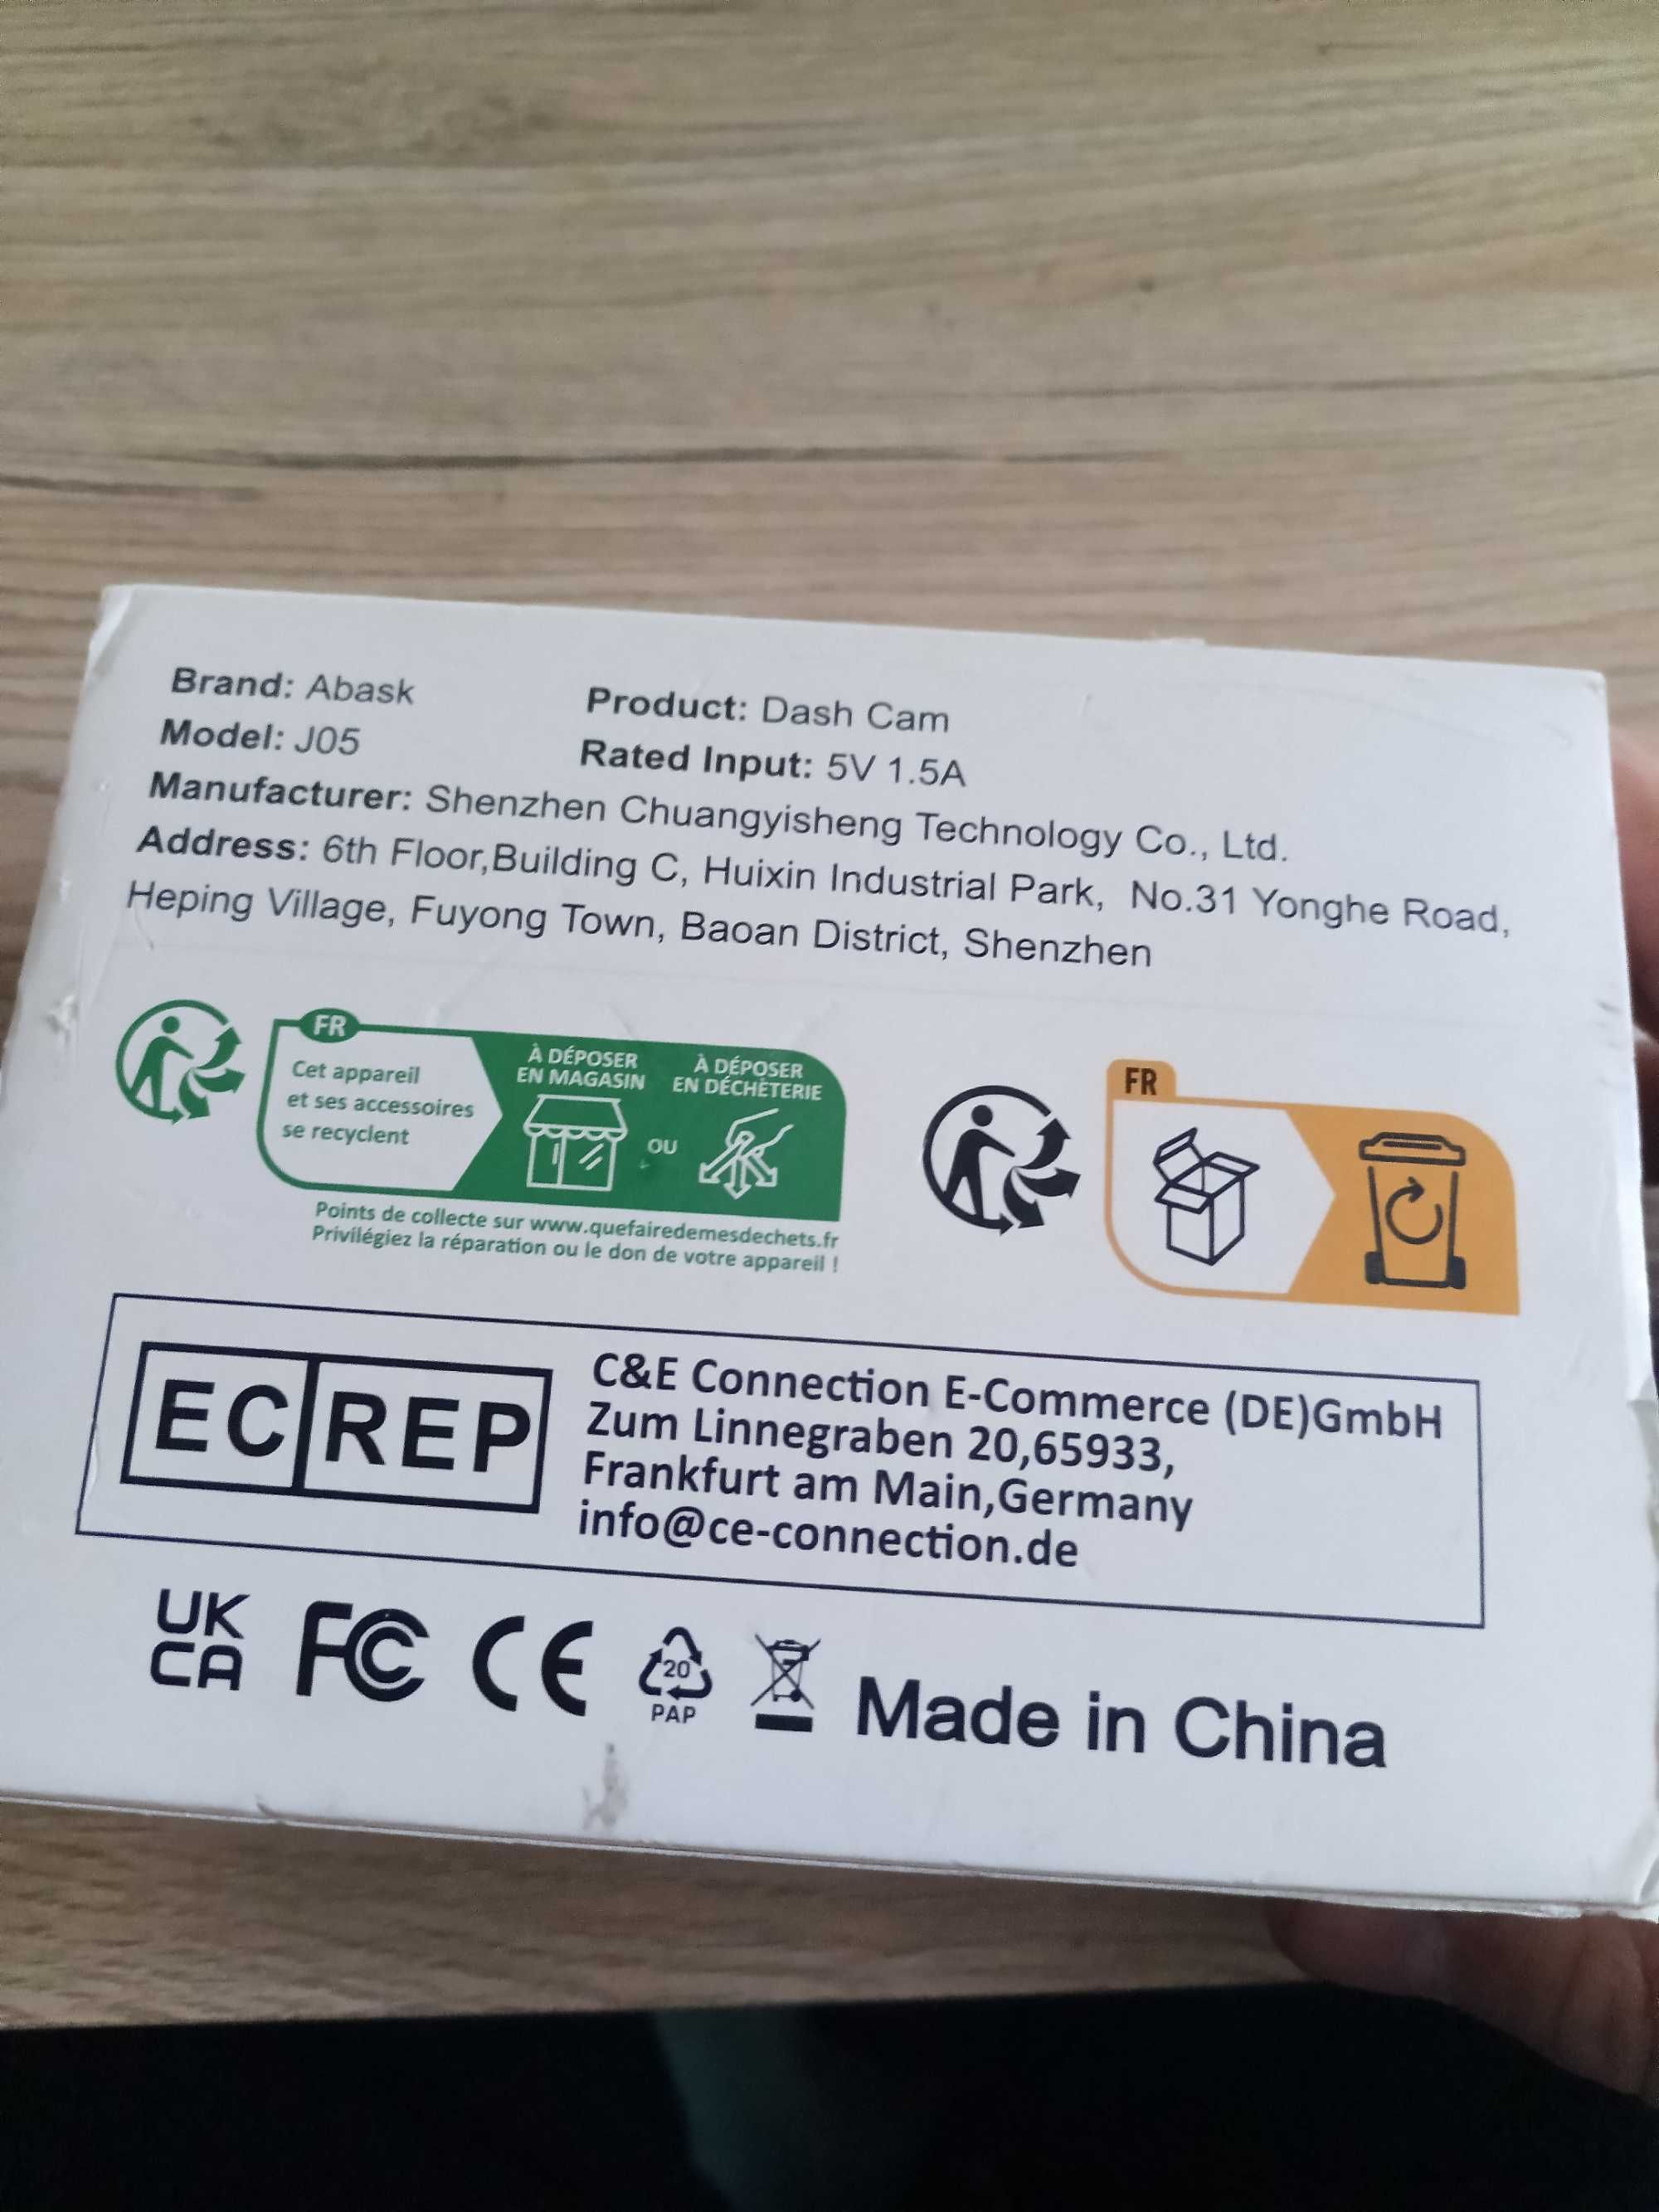 Brand: Abask Product: Dash Cam
Model: J05 Rated Input: 5V 1.5A
Manufacturer: Shenzhen Chuangyisheng Technology Co., Ltd.
Address: 6th Floor,Building C, Huixin Industrial Park, No.31 Yonghe Road,
Heping Village, Fuyong Town, Baoan District, Shenzhen
FR
Cet appareil
et ses accessoires
se recyclent
À DÉPOSER
EN MAGASIN
OU
À DÉPOSER
EN DÉCHÈTERIE
Points de collecte sur www.quefairedemesdechets.fr
Privilégiez la réparation ou le don de votre appareil !
FR
EC REP
C&E Connection E-Commerce (DE)GmbH
Zum Linnegraben 20,65933,
Frankfurt am Main,Germany
info@ce-connection.de
UK
CA
FC CE
20
PAP
Made in China